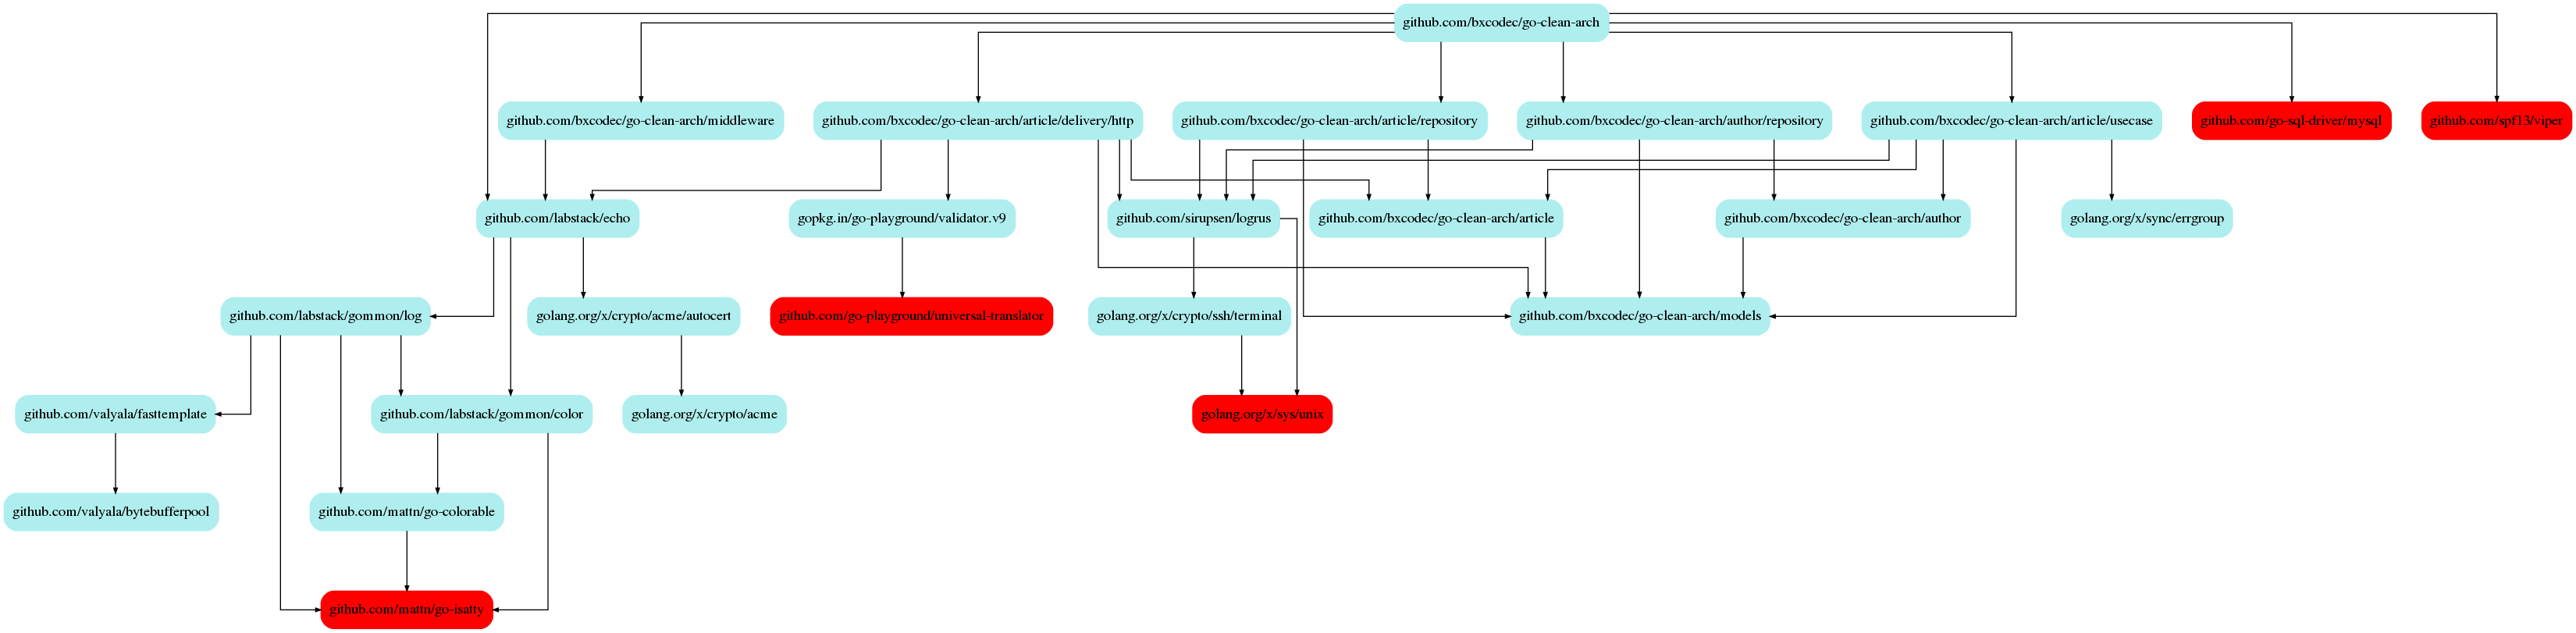 github.com/bxcodec/go-clean-arch
github.com/bxcodec/go-clean-arch/middleware
github.com/bxcodec/go-clean-arch/article/delivery/http
github.com/bxcodec/go-clean-arch/article/repository
github.com/bxcodec/go-clean-arch/author/repository
github.com/bxcodec/go-clean-arch/article/usecase
github.com/go-sql-driver/mysql
github.com/spf13/viper
github.com/labstack/echo
gopkg.in/go-playground/validator.v9
github.com/sirupsen/logrus
github.com/bxcodec/go-clean-arch/article
github.com/bxcodec/go-clean-arch/author
golang.org/x/sync/errgroup
github.com/labstack/gommon/log
golang.org/x/crypto/acme/autocert
github.com/go-playground/universal-translator
golang.org/x/crypto/ssh/terminal
github.com/bxcodec/go-clean-arch/models
github.com/valyala/fasttemplate
github.com/labstack/gommon/color
golang.org/x/crypto/acme
golang.org/x/sys/unix
github.com/valyala/bytebufferpool
github.com/mattn/go-colorable
github.com/mattn/go-isatty